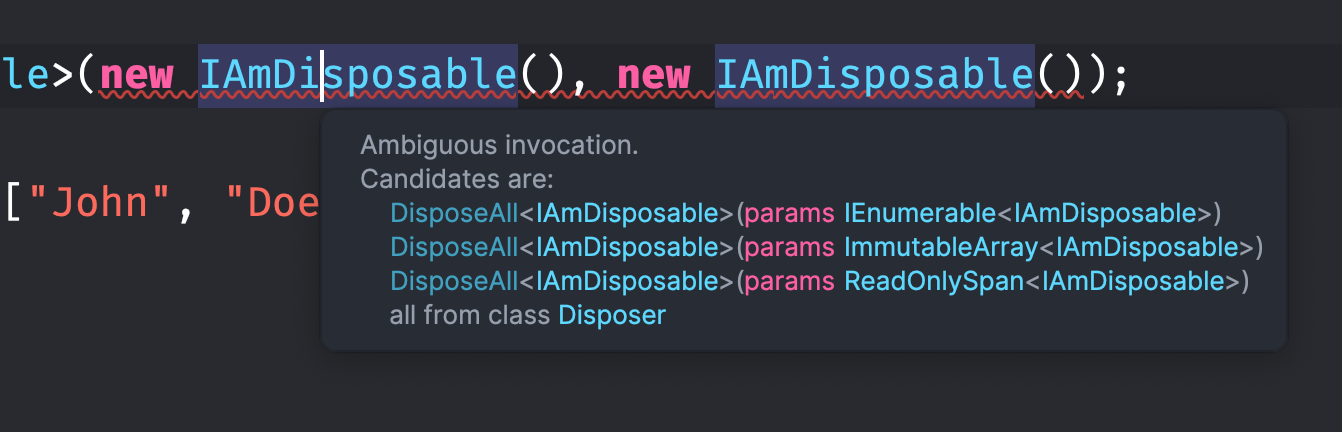 le>(new IAmDisposable(), new IAmDisposable());
Ambiguous invocation.
Candidates are:
DisposeAll<IAmDisposable>(params IEnumerable<IAmDisposable>)
["John", "Doe
DisposeAll<IAmDisposable>(params ImmutableArray<IAmDisposable>)
DisposeAll<IAmDisposable>(params ReadOnlySpan<IAmDisposable>)
all from class Disposer